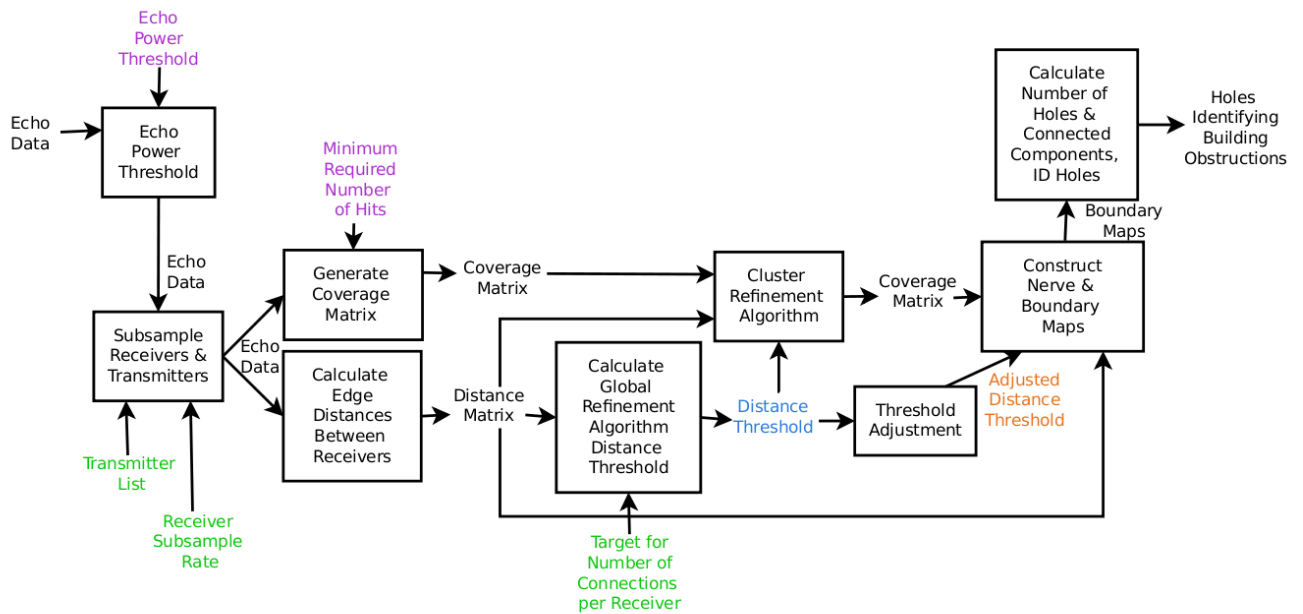 Echo
Power
Threshold
Echo
Data
Echo
Power
Threshold
Echo
Data
Subsample
Receivers &
Transmitters
Transmitter
List
Receiver
Subsample
Rate
Echo
Data
Minimum
Required
Number
of Hits
Generate
Coverage
Matrix
Calculate
Edge
Distances
Between
Receivers
Coverage
Matrix
Distance
Matrix
Calculate
Global
Refinement
Algorithm
Distance
Threshold
Target for
Number of
Connections
per Receiver
Cluster
Refinement
Algorithm
Distance
Threshold
Threshold
Adjustment
Coverage
Matrix
Adjusted
Distance
Threshold
Construct
Nerve &
Boundary
Maps
Boundary
Maps
Calculate
Number of
Holes &
Connected
Components,
ID Holes
Holes
Identifying
Building
Obstructions